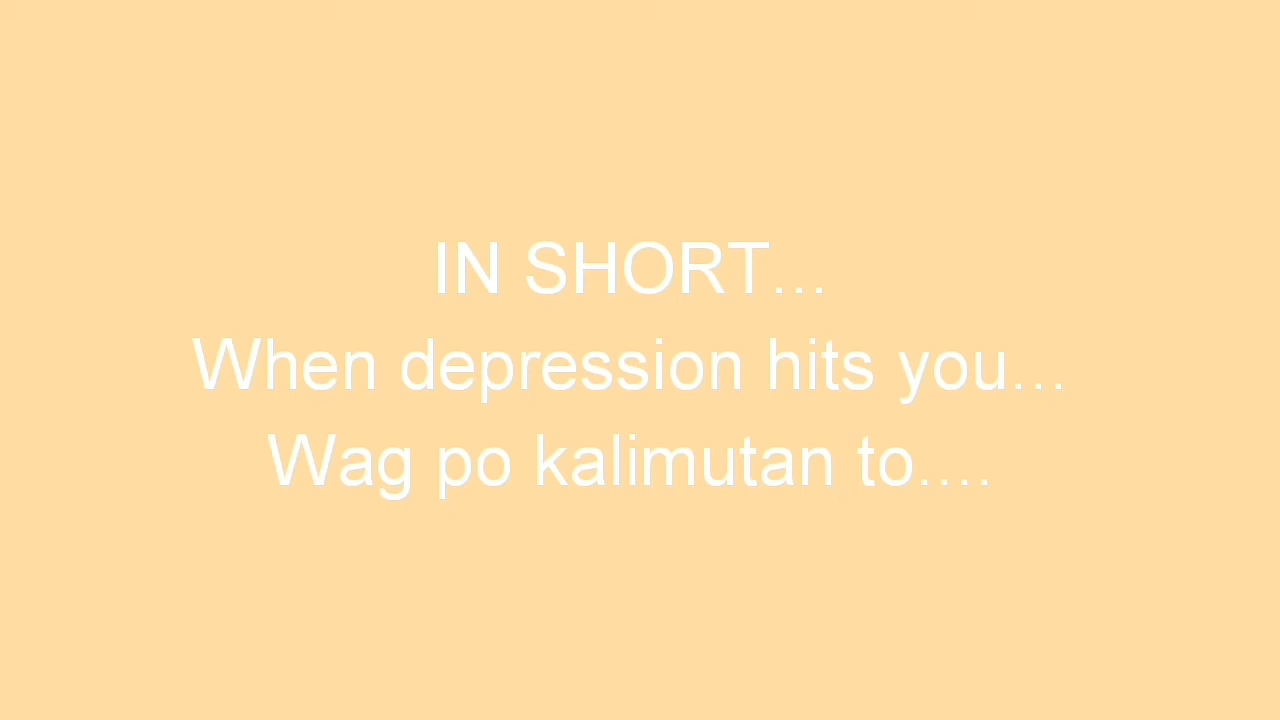 IN SHORT...
When depression hits you...
Wag po kalimutan to....